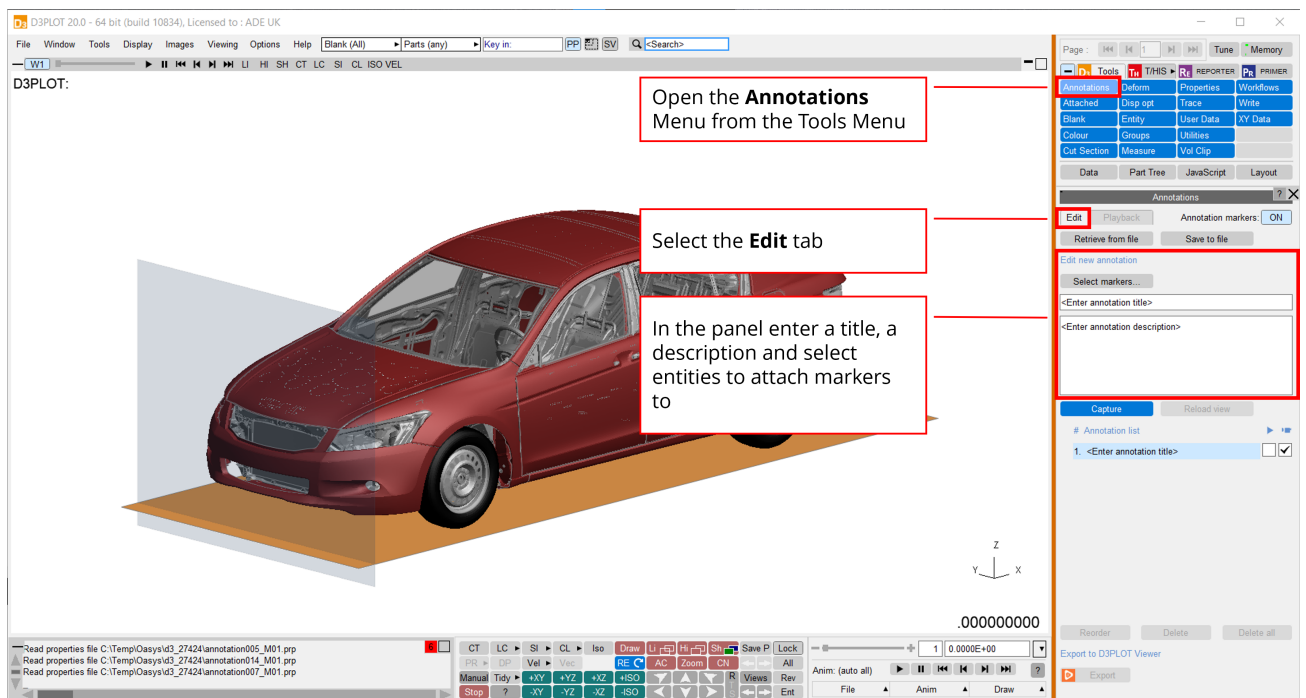 D3PLOT 20.0 - 64 bit (build 10834), Licensed to : ADE UK
File Window Tools Display Images Viewing Options Help Blank (All) Parts (any) Key in: PP SV <Search>
W1 LI HI SH CT LC SI CL ISO VEL
D3PLOT:
Open the Annotations
Menu from the Tools Menu
Select the Edit tab
In the panel enter a title, a
description and select
entities to attach markers
to
Z
Y X
.000000000
Page : 1 Tune * Memory
D3 Tools TH T/HIS RE REPORTER PR PRIMER
Annotations Deform Properties Workflows
Attached Disp opt Trace Write
Blank Entity User Data XY Data
Colour Groups Utilities
Cut Section Measure Vol Clip
Data Part Tree JavaScript Layout
Annotations ? X
Edit Playback Annotation markers: ON
Retrieve from file Save to file
Edit new annotation
Select markers...
<Enter annotation title>
<Enter annotation description>
Capture Reload view
# Annotation list
1. <Enter annotation title>
Reorder Delete Delete all
Export to D3PLOT Viewer
Export
Read properties file C:\Temp\Oasys\d3_27424\annotation005_M01.prp
Read properties file C:\Temp\Oasys\d3_27424\annotation014_M01.prp
Read properties file C:\Temp\Oasys\d3_27424\annotation007_M01.prp
6
CT LC SI CL Iso Draw Li Hi Sh Save P Lock
PR DP Vel Vec RE AC Zoom CN All
Manual Tidy +XY +YZ +XZ +ISO R Views Rev
Stop ? -XY -YZ -XZ -ISO S Ent
1 0.0000E+00
Anim: (auto all) ?
File Anim Draw